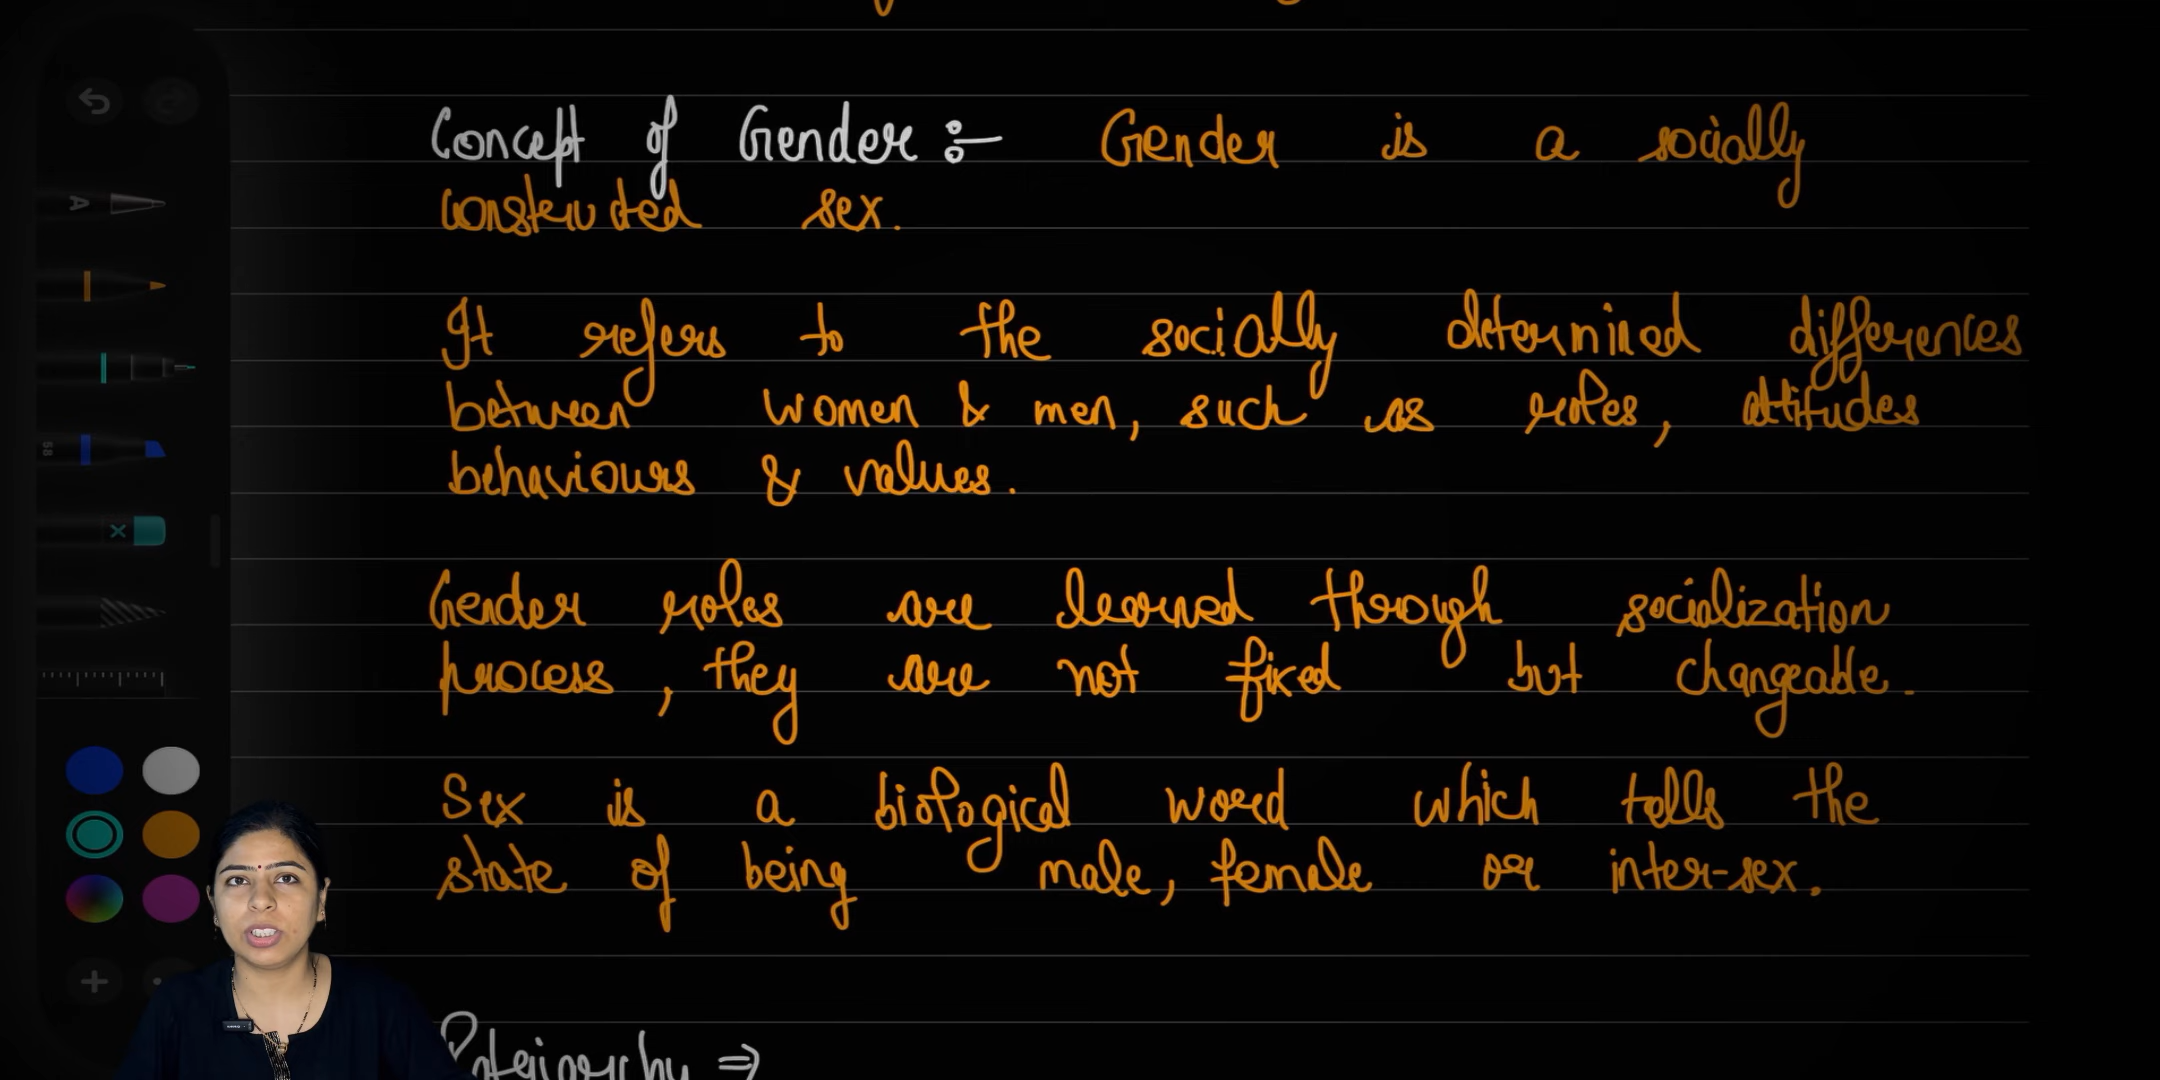 Concept of Gender :- Gender is a socially
constructed sex.
It refers to the socially determined differences
between women & men, such as roles, attitudes
behaviours & values.
Gender roles are learned through socialization
process, they are not fixed but changeable.
Sex is a biological word which tells the
state of being male, female or inter-sex.
Patriarchy ⇒